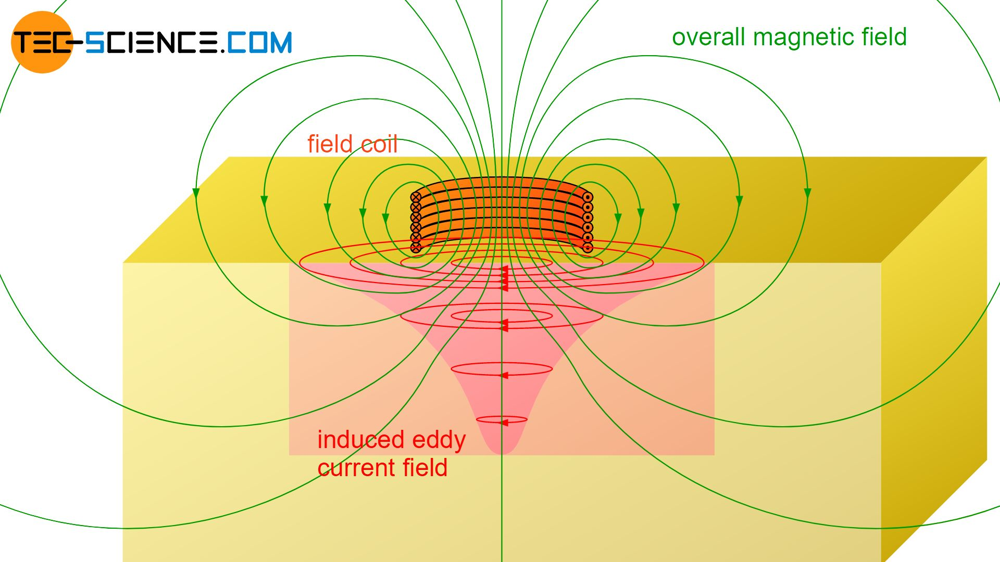 TEC-SCIENCE.COM
overall magnetic field
field coil
induced eddy
current field